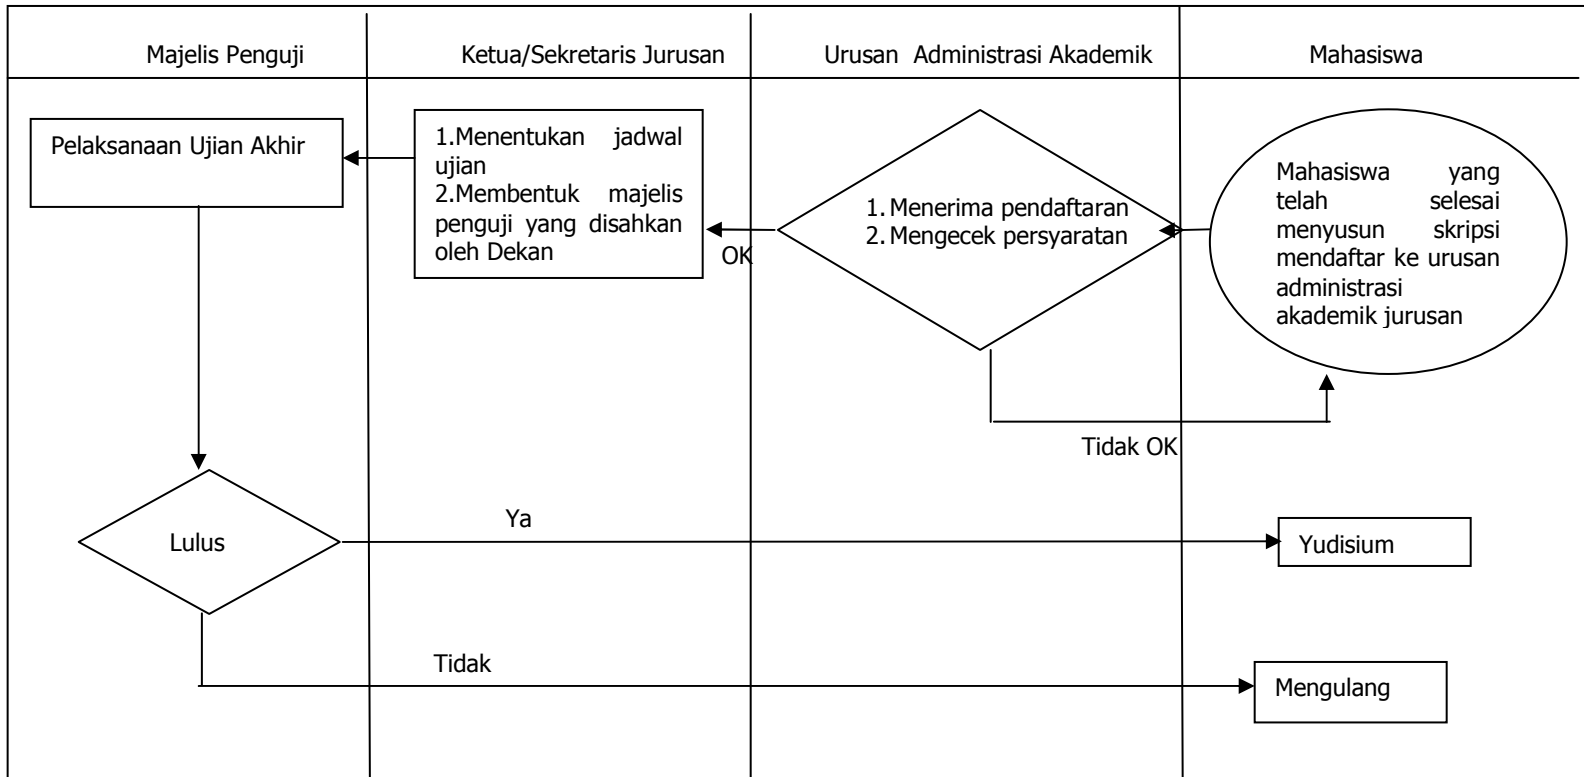 Majelis Penguji
Ketua/Sekretaris Jurusan
Urusan Administrasi Akademik
Mahasiswa
Pelaksanaan Ujian Akhir
1.Menentukan jadwal
ujian
2.Membentuk majelis
penguji yang disahkan
oleh Dekan
OK
1. Menerima pendaftaran
2. Mengecek persyaratan
Mahasiswa yang
telah selesai
menyusun skripsi
mendaftar ke urusan
administrasi
akademik jurusan
Tidak OK
Lulus
Ya
Yudisium
Tidak
Mengulang